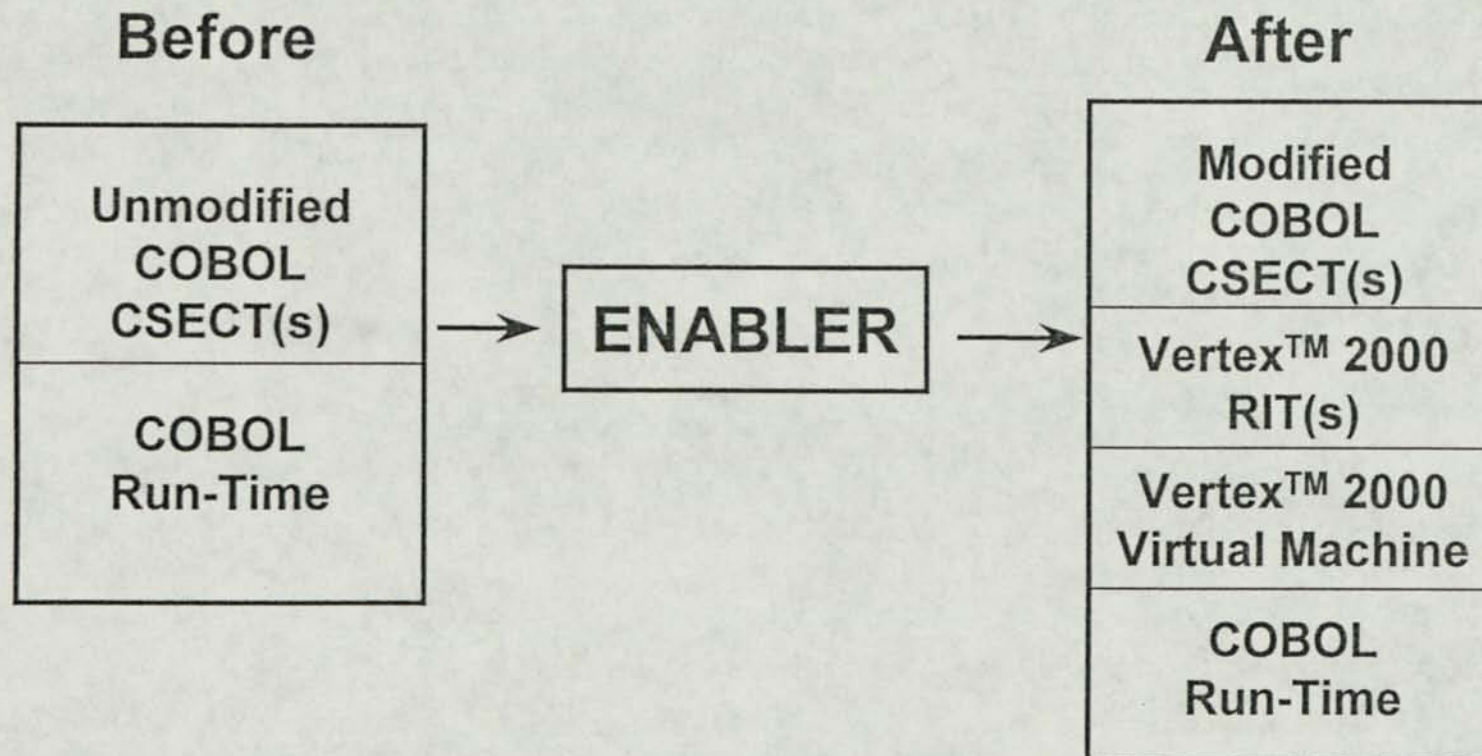 Before
Unmodified
COBOL
CSECT(s)
COBOL
Run-Time
ENABLER
After
Modified
COBOL
CSECT(s)
Vertex™ 2000
RIT(s)
Vertex™ 2000
Virtual Machine
COBOL
Run-Time